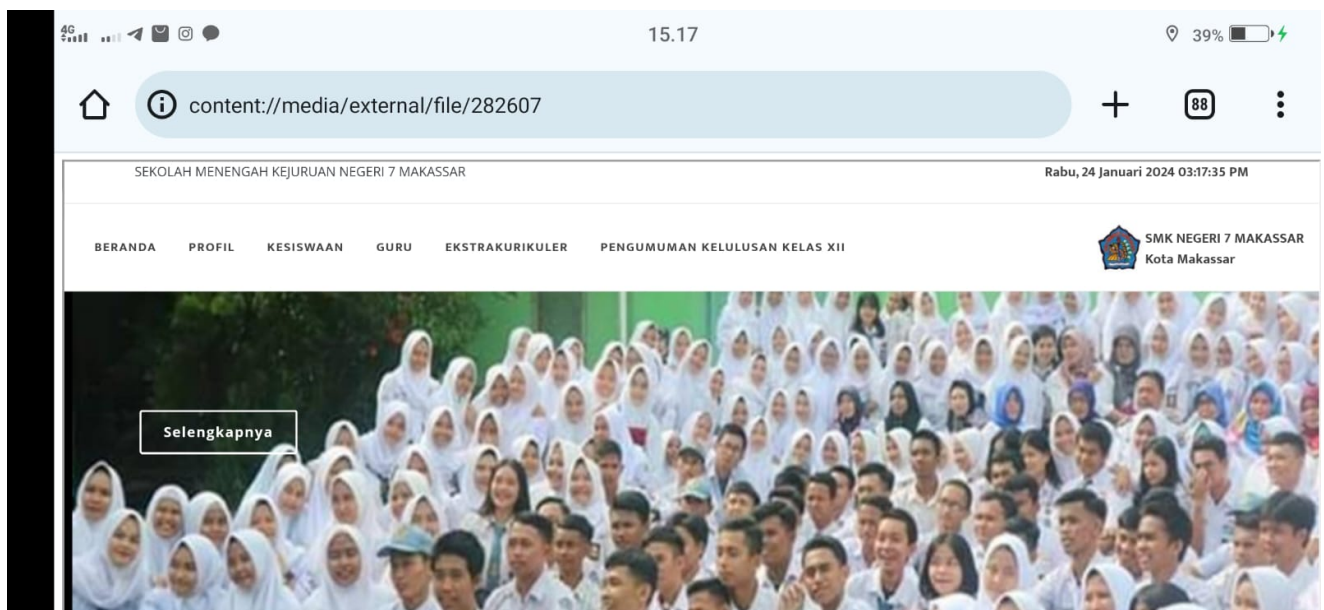 4G
15.17
39%
content://media/external/file/282607
88
SEKOLAH MENENGAH KEJURUAN NEGERI 7 MAKASSAR
Rabu, 24 Januari 2024 03:17:35 PM
BERANDA PROFIL KESISWAAN GURU EKSTRAKURIKULER PENGUMUMAN KELULUSAN KELAS XII
SMK NEGERI 7 MAKASSAR
Kota Makassar
Selengkapnya